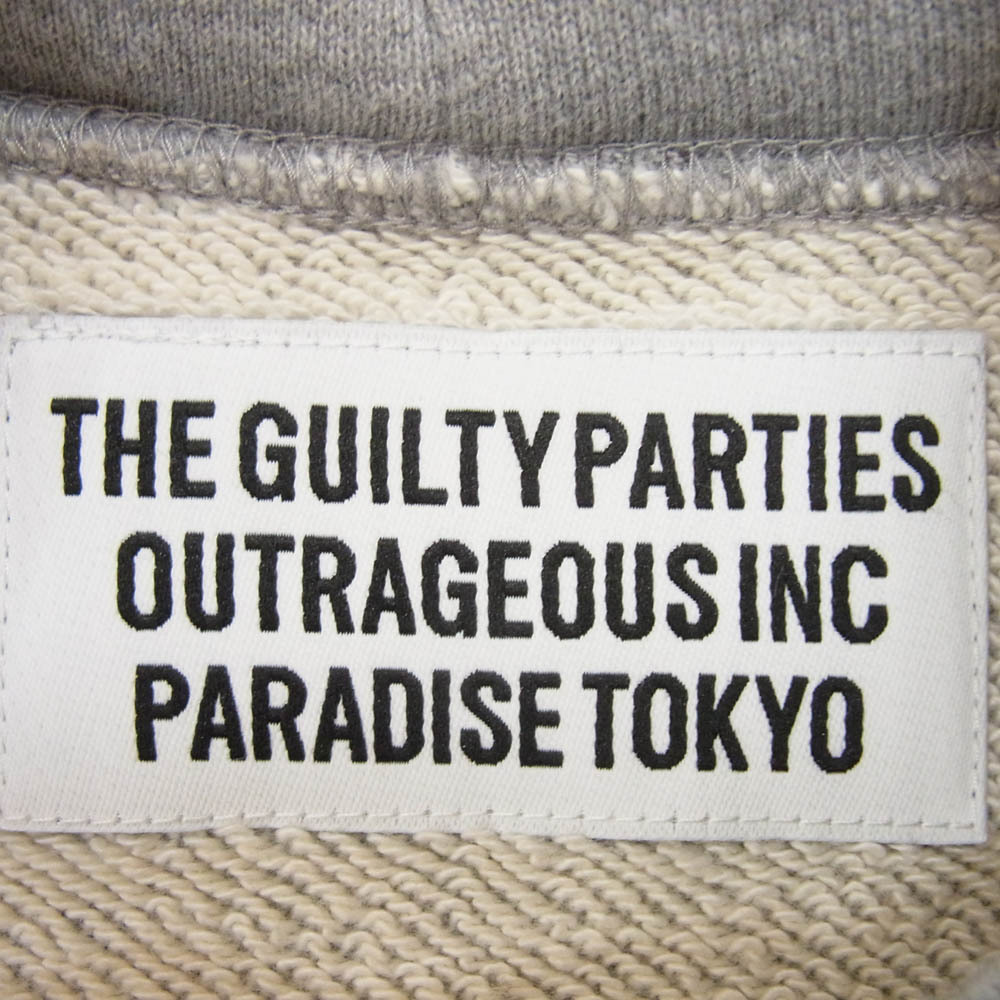 THE GUILTY PARTIES
OUTRAGEOUS INC
PARADISE TOKYO